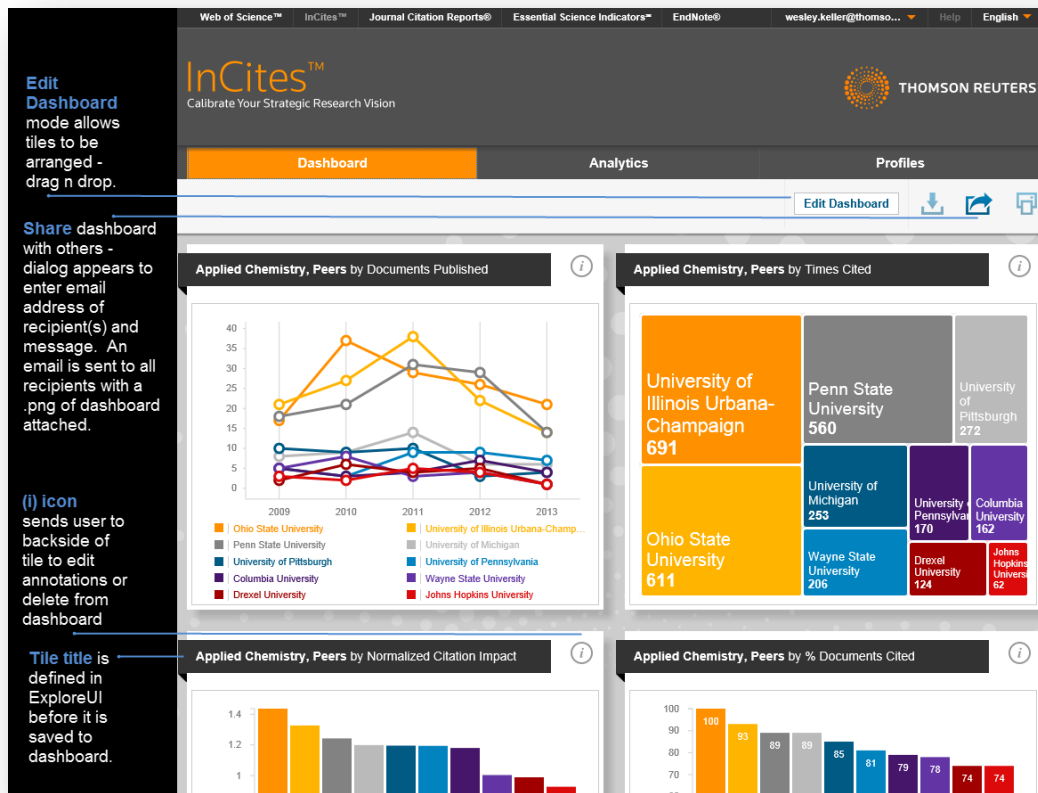 Web of Science™ InCites™ Journal Citation Reports® Essential Science Indicators℠ EndNote® wesley.keller@thomso... Help English
InCites™
Calibrate Your Strategic Research Vision
THOMSON REUTERS
Dashboard Analytics Profiles
Edit Dashboard
Edit
Dashboard
mode allows
tiles to be
arranged -
drag n drop.
Share dashboard
with others -
dialog appears to
enter email
address of
recipient(s) and
message. An
email is sent to all
recipients with a
.png of dashboard
attached.
(i) icon
sends user to
backside of
tile to edit
annotations or
delete from
dashboard
Tile title is
defined in
ExploreUI
before it is
saved to
dashboard.
Applied Chemistry, Peers by Documents Published
i
40
35
30
25
20
15
10
5
0
2009 2010 2011 2012 2013
Ohio State University University of Illinois Urbana-Champ...
Penn State University University of Michigan
University of Pittsburgh University of Pennsylvania
Columbia University Wayne State University
Drexel University Johns Hopkins University
Applied Chemistry, Peers by Times Cited
i
University of
Illinois Urbana-
Champaign
691
Penn State
University
560
University
of
Pittsburgh
272
Ohio State
University
611
University of
Michigan
253
University
Pennsylvan
170
Columbia
University
162
Wayne State
University
206
Drexel
University
124
Johns
Hopkins
Universi
62
Applied Chemistry, Peers by Normalized Citation Impact
i
1.4
1.2
1
Applied Chemistry, Peers by % Documents Cited
i
100
90
80
70
100 93 89 89 85 81 79 78 74 74